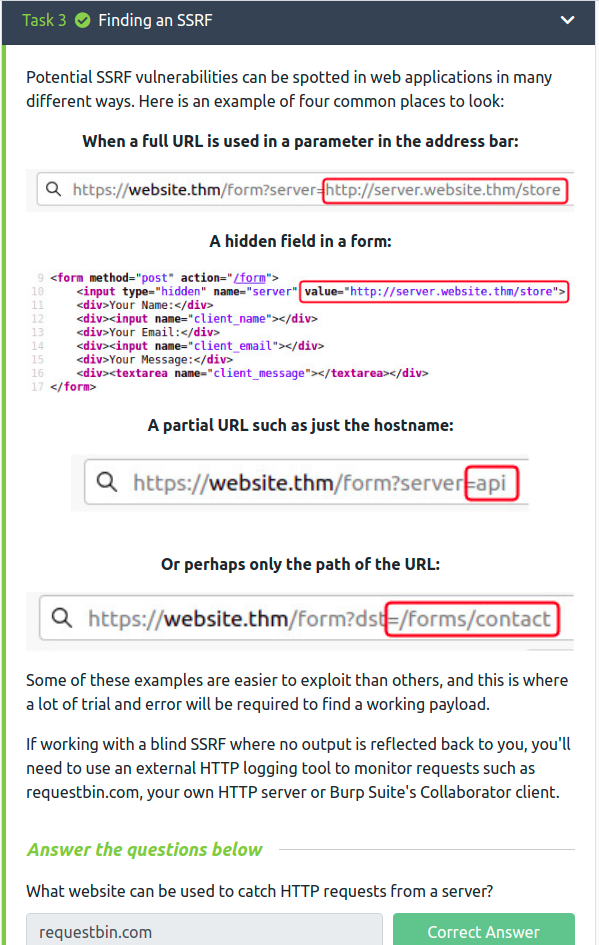 Task 3 Finding an SSRF
Potential SSRF vulnerabilities can be spotted in web applications in many
different ways. Here is an example of four common places to look:
When a full URL is used in a parameter in the address bar:
https://website.thm/form?server=http://server.website.thm/store
A hidden field in a form:
9 <form method="post" action="/form">
10 <input type="hidden" name="server" value="http://server.website.thm/store">
11 <div>Your Name:</div>
12 <div><input name="client_name"></div>
13 <div>Your Email:</div>
14 <div><input name="client_email"></div>
15 <div>Your Message:</div>
16 <div><textarea name="client_message"></textarea></div>
17 </form>
A partial URL such as just the hostname:
https://website.thm/form?server=api
Or perhaps only the path of the URL:
https://website.thm/form?dst=/forms/contact
Some of these examples are easier to exploit than others, and this is where
a lot of trial and error will be required to find a working payload.
If working with a blind SSRF where no output is reflected back to you, you'll
need to use an external HTTP logging tool to monitor requests such as
requestbin.com, your own HTTP server or Burp Suite's Collaborator client.
Answer the questions below
What website can be used to catch HTTP requests from a server?
requestbin.com
Correct Answer